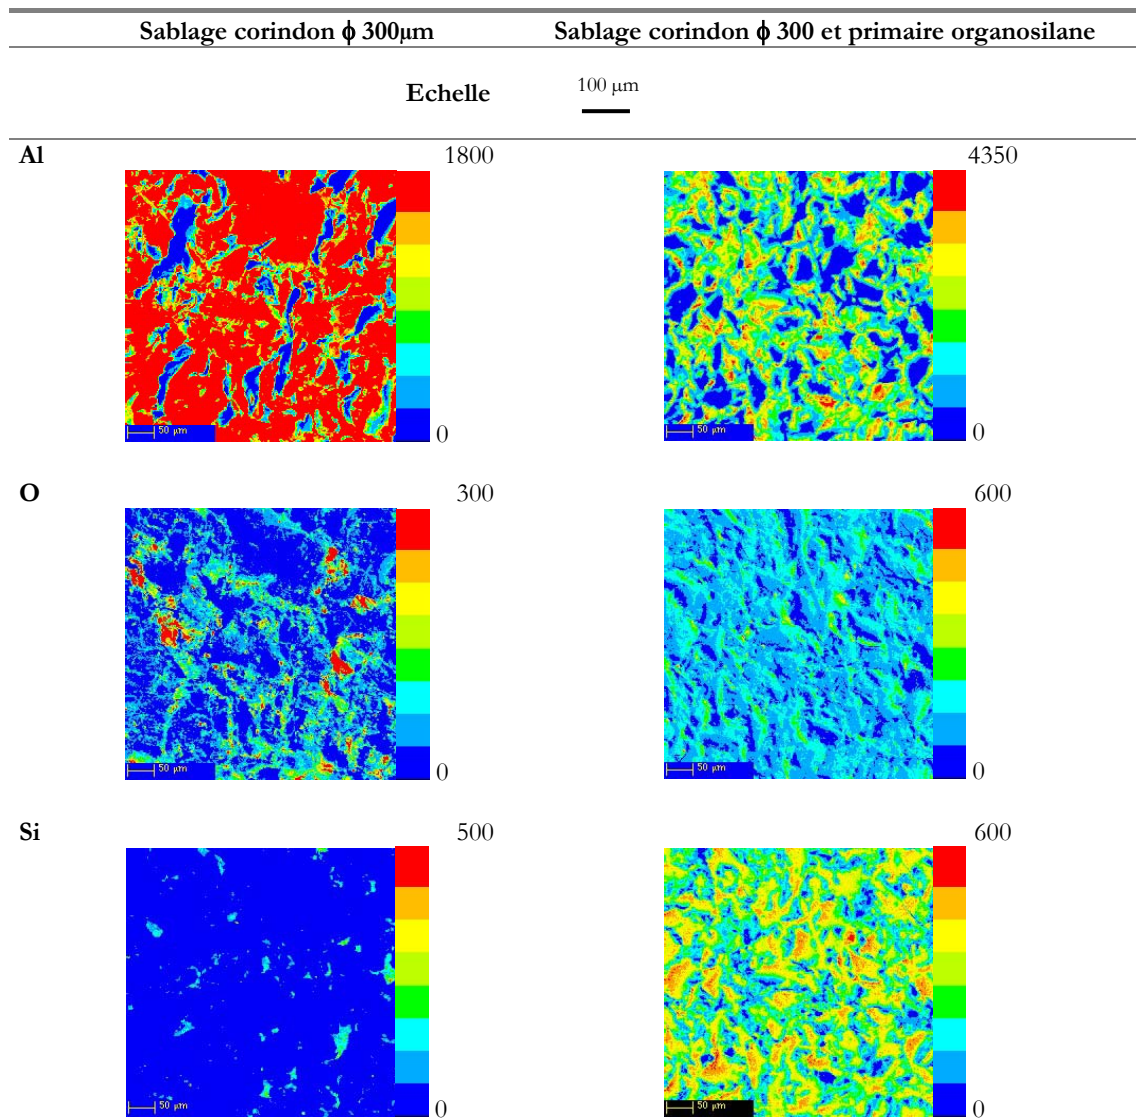 Sablage corindon ϕ 300µm Sablage corindon ϕ 300 et primaire organosilane
Echelle 100 µm
Al 1800 4350
50 µm 0 50 µm 0
O 300 600
50 µm 0 50 µm 0
Si 500 600
50 µm 0 50 µm 0